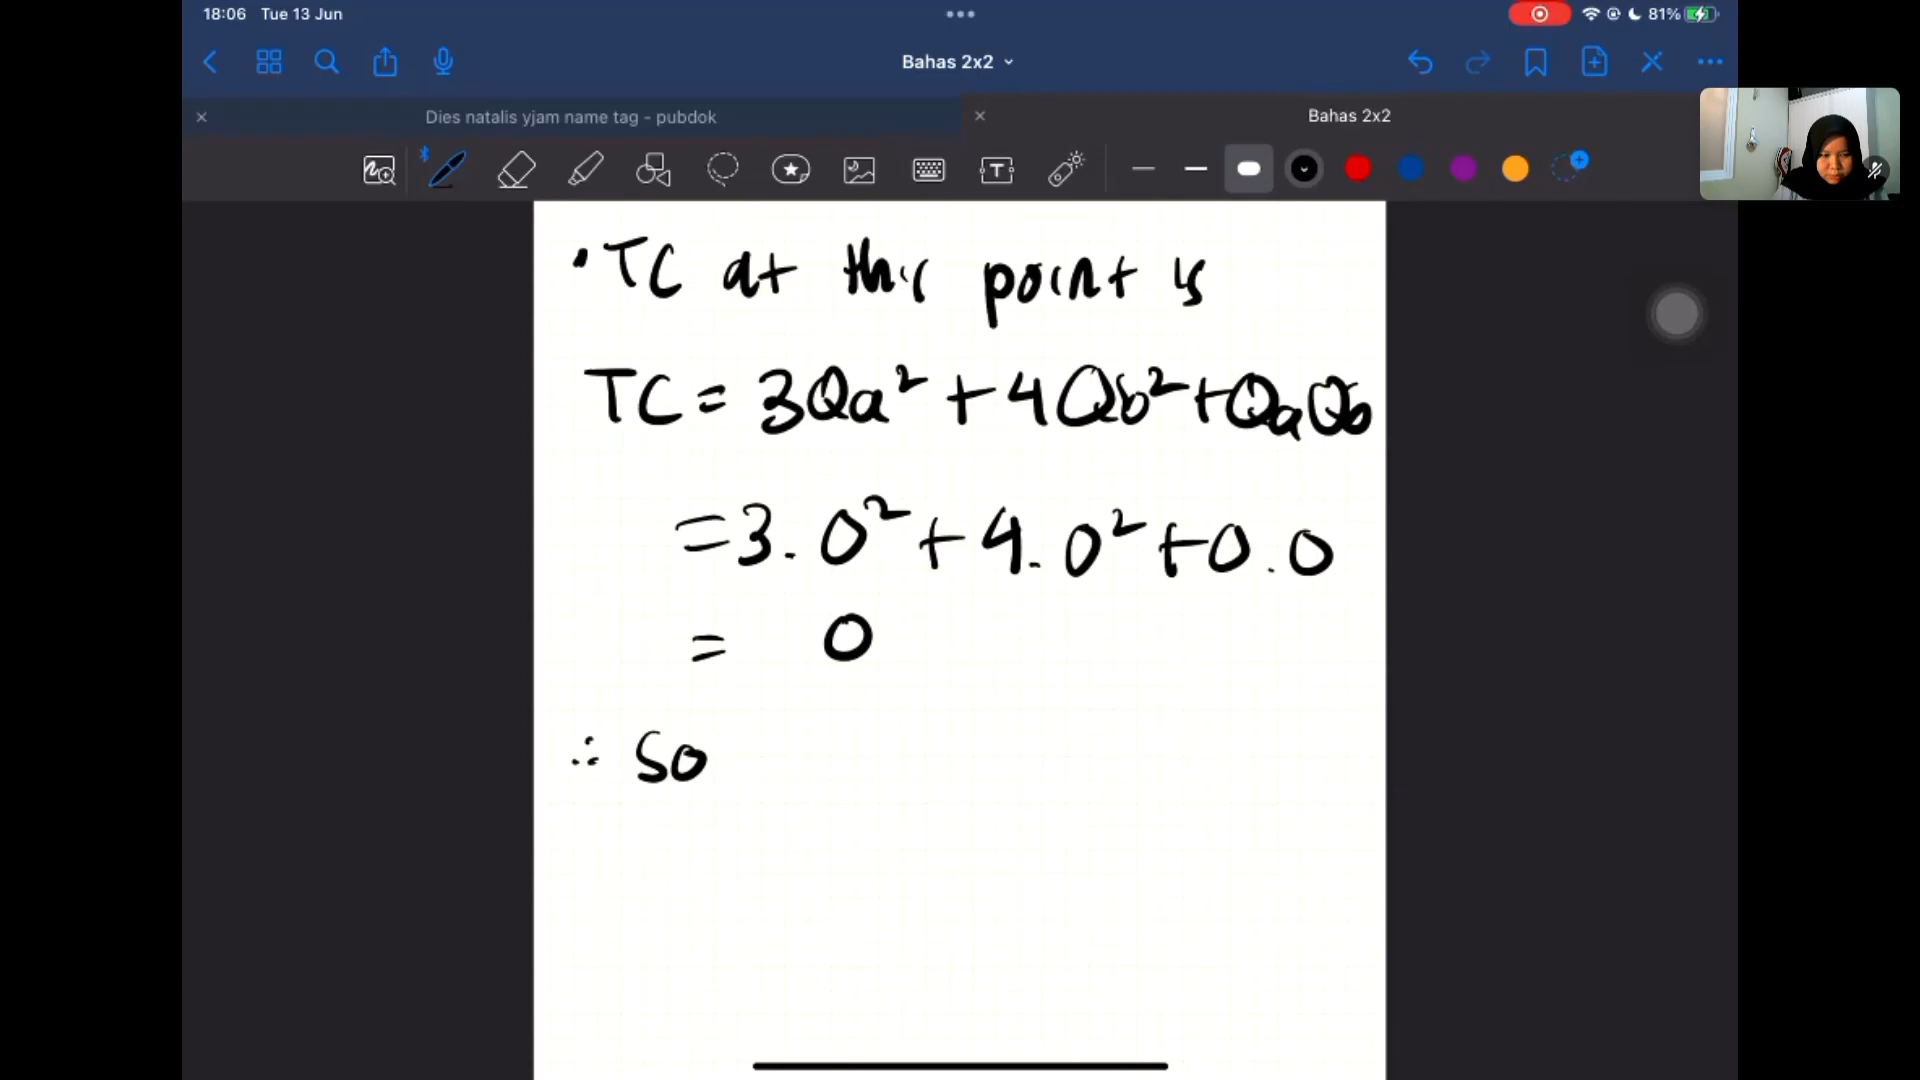 18:06 Tue 13 Jun
81%
Bahas 2x2
Dies natalis yjam name tag - pubdok
Bahas 2x2
• TC at this point is
TC = 3Qa² + 4Qb² + QaQb
= 3. 0² + 4. 0² + 0. 0
= 0
∴ So